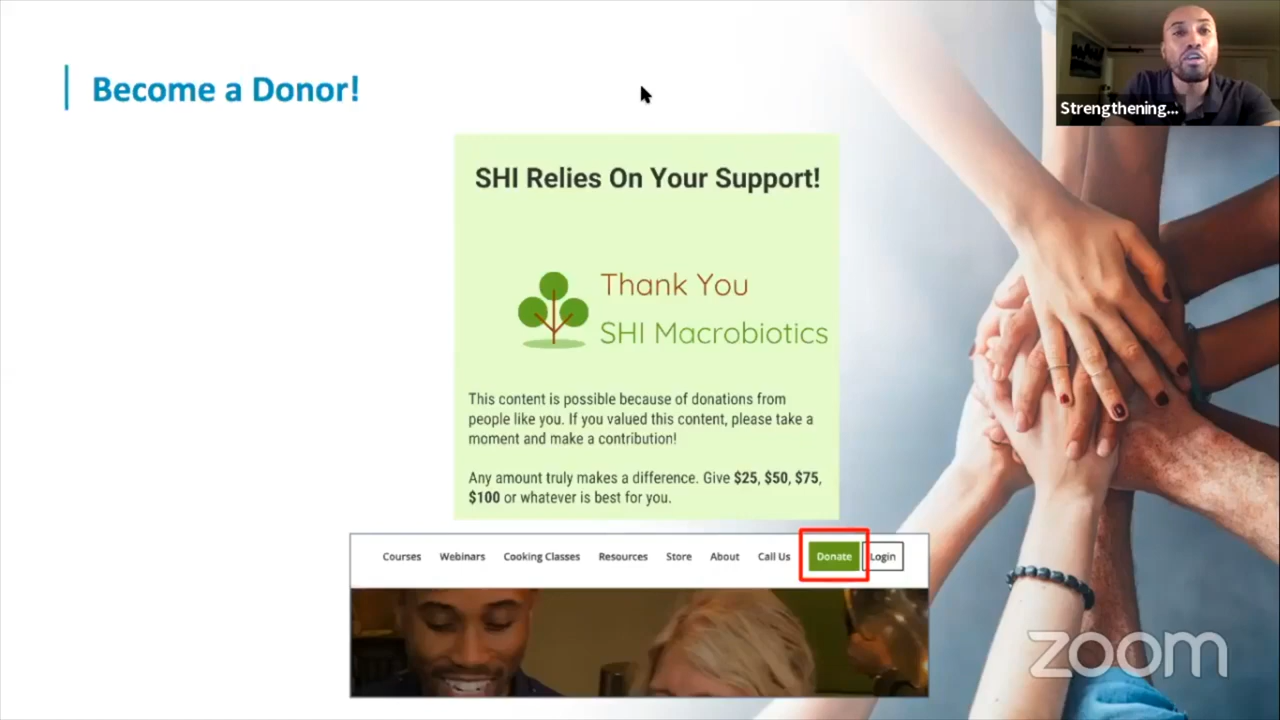 Become a Donor!
Strengthening...
SHI Relies On Your Support!
Thank You
SHI Macrobiotics
This content is possible because of donations from
people like you. If you valued this content, please take a
moment and make a contribution!
Any amount truly makes a difference. Give $25, $50, $75,
$100 or whatever is best for you.
Courses Webinars Cooking Classes Resources Store About Call Us Donate Login
zoom